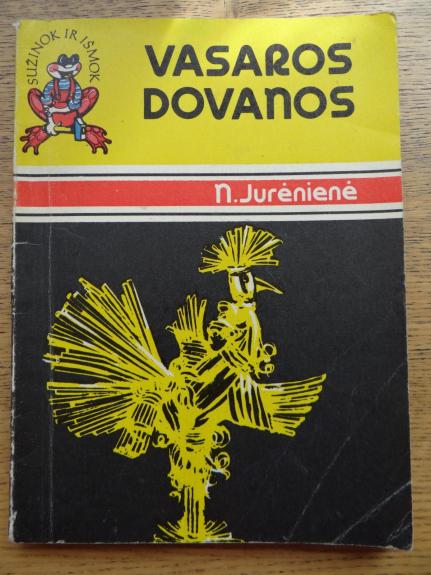 SUŽINOK IR IŠMOK
VASAROS
DOVANOS
N. Jurėnienė